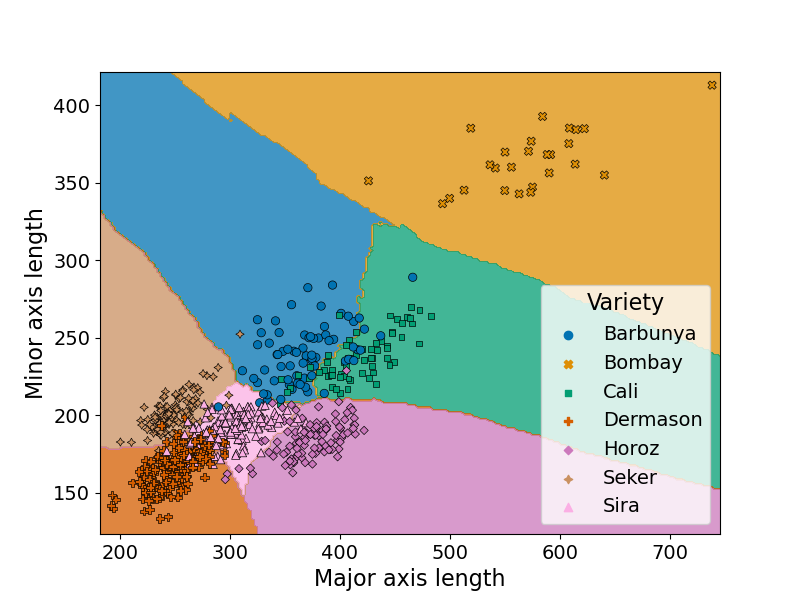 400
350
300
250
200
150
Minor axis length
200
300
400
500
600
700
Major axis length
Variety
Barbunya
Bombay
Cali
Dermason
Horoz
Seker
Sira